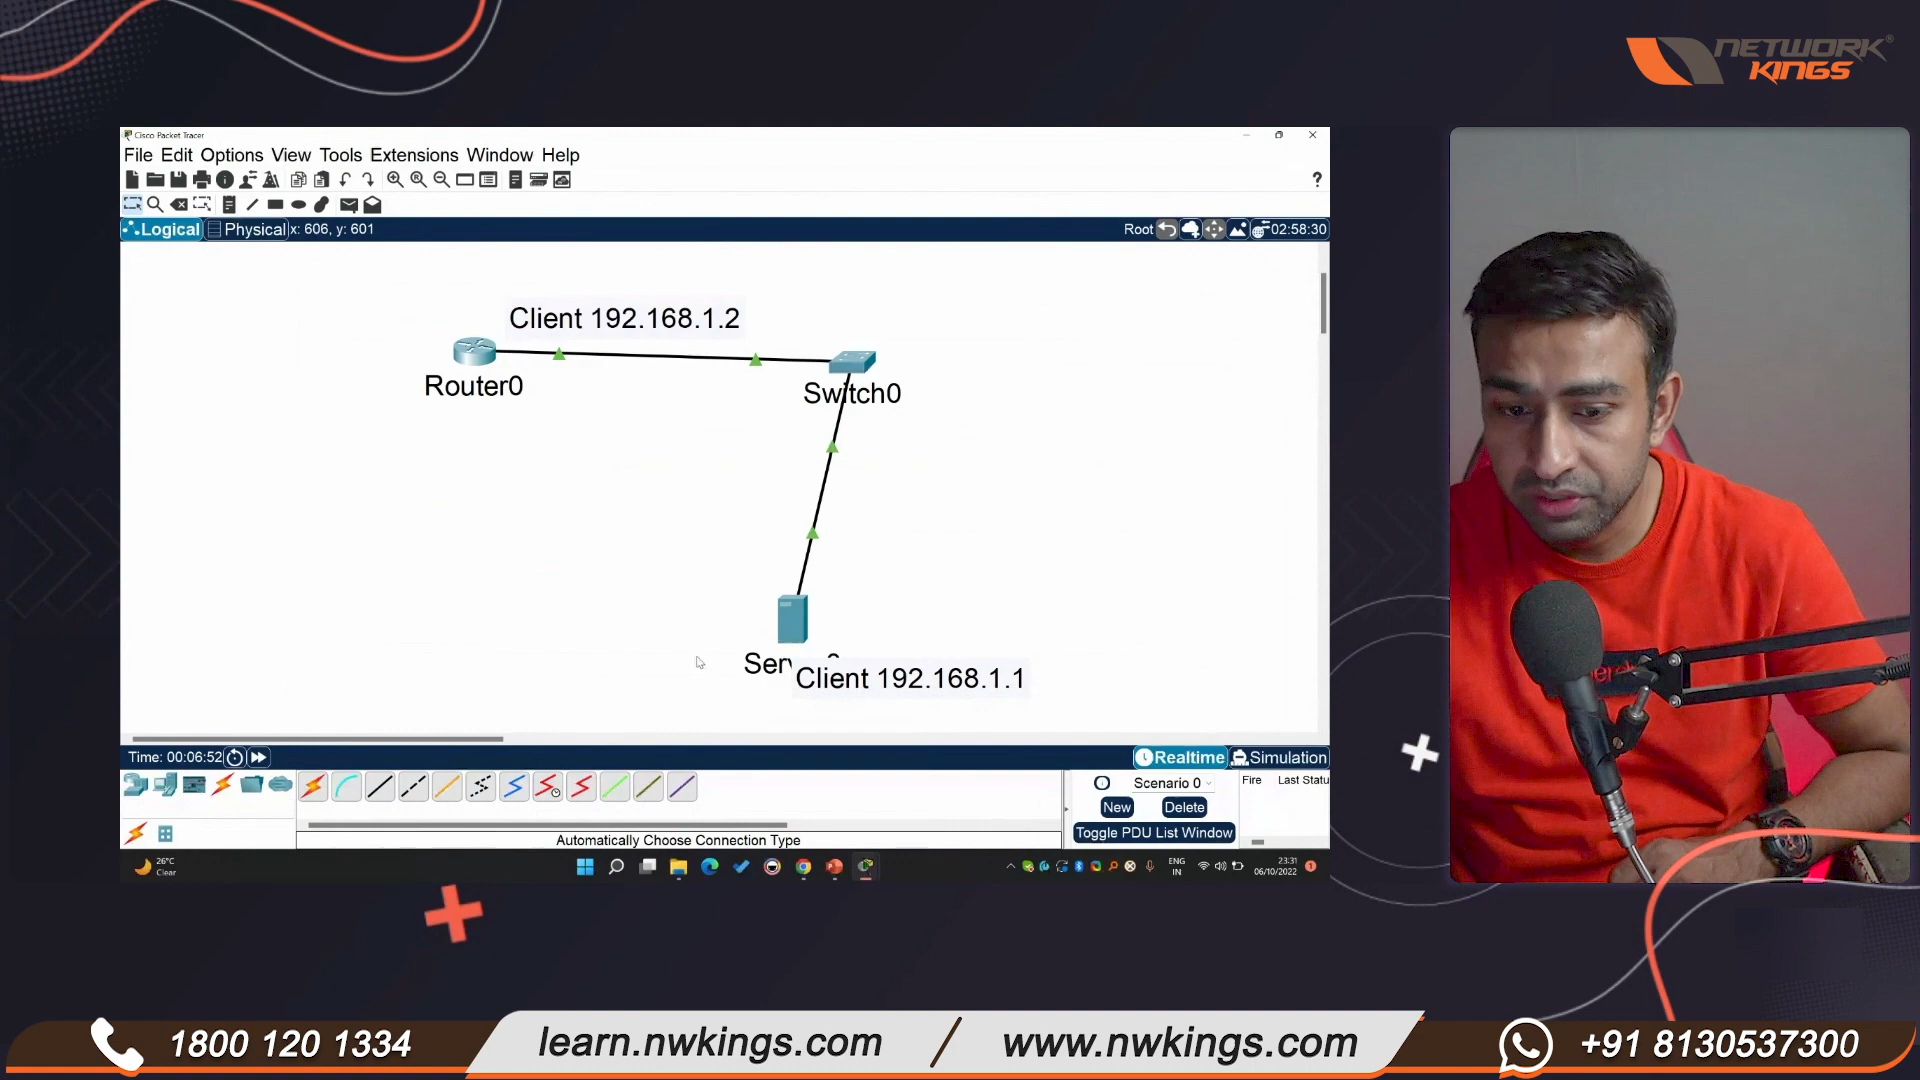 NETWORK®
KINGS
Cisco Packet Tracer
File Edit Options View Tools Extensions Window Help
?
Logical Physical x: 606, y: 601
Root 02:58:30
Client 192.168.1.2
Router0
Switch0
Client 192.168.1.1
Time: 00:06:52
Realtime Simulation
Scenario 0
Fire Last Statu
New Delete
Toggle PDU List Window
Automatically Choose Connection Type
26°C
Clear
ENG
IN
23:31
06/10/2022
1
1800 120 1334
learn.nwkings.com / www.nwkings.com
+91 8130537300